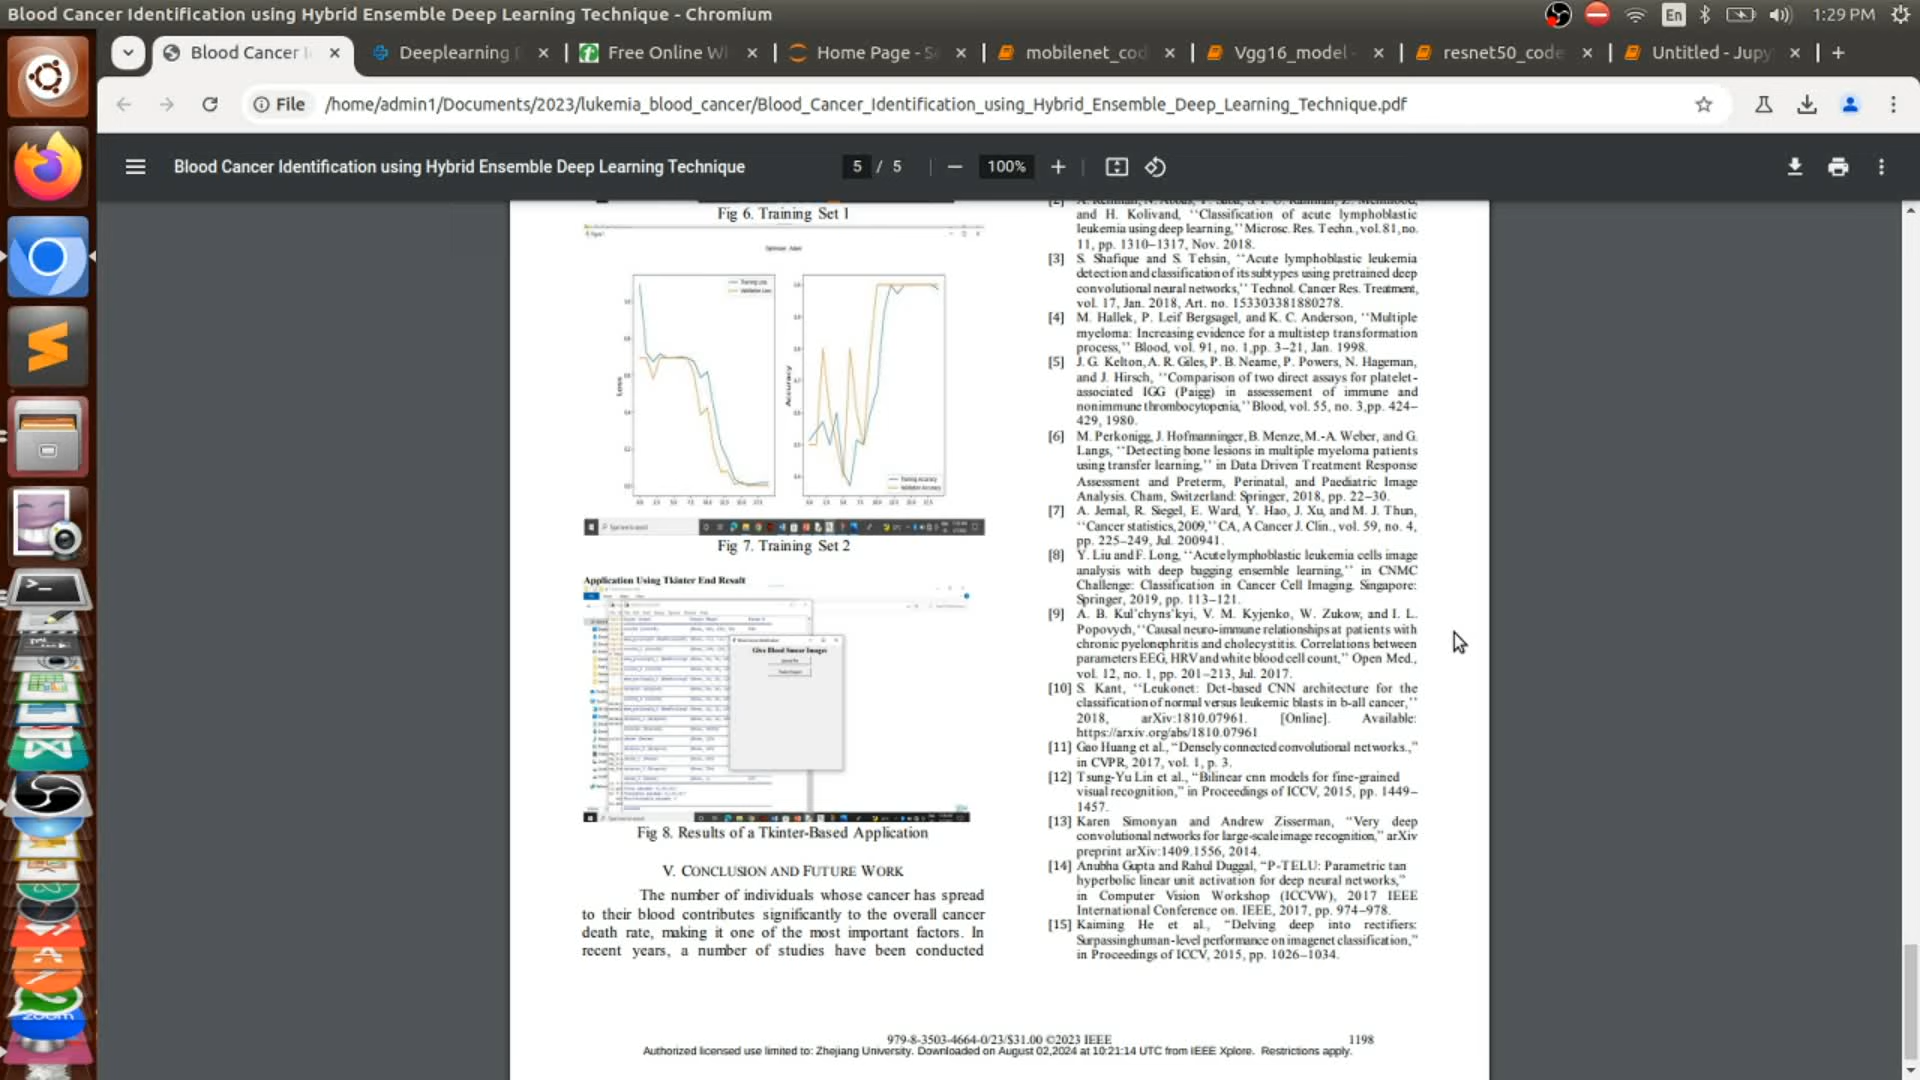 Blood Cancer Identification using Hybrid Ensemble Deep Learning Technique - Chromium
En
1:29 PM
Blood Cancer I
Deeplearning
Free Online W
Home Page - S
mobilenet_cod
Vgg16_model -
resnet50_code
Untitled - Jupy
File
/home/admin1/Documents/2023/lukemia_blood_cancer/Blood_Cancer_Identification_using_Hybrid_Ensemble_Deep_Learning_Technique.pdf
Blood Cancer Identification using Hybrid Ensemble Deep Learning Technique
5 / 5
100%
Fig 6. Training Set 1
Optimizer : Adam
Training Loss
Validation Loss
Loss
Accuracy
Training Accuracy
Validation Accuracy
Fig 7. Training Set 2
Application Using Tkinter End Result
Give Blood Smear Images
Fig 8. Results of a Tkinter-Based Application
V. CONCLUSION AND FUTURE WORK
The number of individuals whose cancer has spread
to their blood contributes significantly to the overall cancer
death rate, making it one of the most important factors. In
recent years, a number of studies have been conducted
and H. Kolivand, ‘‘Classification of acute lymphoblastic
leukemia using deep learning,’’ Microsc. Res. Techn., vol. 81, no.
11, pp. 1310–1317, Nov. 2018.
[3] S. Shafique and S. Tehsin, ‘‘Acute lymphoblastic leukemia
detection and classification of its subtypes using pretrained deep
convolutional neural networks,’’ Technol. Cancer Res. Treatment,
vol. 17, Jan. 2018, Art. no. 153303381880278.
[4] M. Hallek, P. Leif Bergsagel, and K. C. Anderson, ‘‘Multiple
myeloma: Increasing evidence for a multistep transformation
process,’’ Blood, vol. 91, no. 1,pp. 3–21, Jan. 1998.
[5] J. G. Kelton, A. R. Giles, P. B. Neame, P. Powers, N. Hageman,
and J. Hirsch, ‘‘Comparison of two direct assays for platelet-
associated IGG (Paigg) in assessement of immune and
nonimmune thrombocytopenia,’’ Blood, vol. 55, no. 3,pp. 424–
429, 1980.
[6] M. Perkonigg, J. Hofmanninger, B. Menze, M.-A. Weber, and G.
Langs, ‘‘Detecting bone lesions in multiple myeloma patients
using transfer learning,’’ in Data Driven Treatment Response
Assessment and Preterm, Perinatal, and Paediatric Image
Analysis. Cham, Switzerland: Springer, 2018, pp. 22–30.
[7] A. Jemal, R. Siegel, E. Ward, Y. Hao, J. Xu, and M. J. Thun,
‘‘Cancer statistics, 2009,’’ CA, A Cancer J. Clin., vol. 59, no. 4,
pp. 225–249, Jul. 200941.
[8] Y. Liu and F. Long, ‘‘Acute lymphoblastic leukemia cells image
analysis with deep bagging ensemble learning,’’ in CNMC
Challenge: Classification in Cancer Cell Imaging. Singapore:
Springer, 2019, pp. 113–121.
[9] A. B. Kul’chyns’kyi, V. M. Kyjenko, W. Zukow, and I. L.
Popovych, ‘‘Causal neuro-immune relationships at patients with
chronic pyelonephritis and cholecystitis. Correlations between
parameters EEG, HRV and white blood cell count,’’ Open Med.,
vol. 12, no. 1, pp. 201–213, Jul. 2017.
[10] S. Kant, ‘‘Leukonet: Dct-based CNN architecture for the
classification of normal versus leukemic blasts in b-all cancer,’’
2018, arXiv:1810.07961. [Online]. Available:
https://arxiv.org/abs/1810.07961
[11] Gao Huang et al., “Densely connected convolutional networks.,”
in CVPR, 2017, vol. 1, p. 3.
[12] Tsung-Yu Lin et al., “Bilinear cnn models for fine-grained
visual recognition,” in Proceedings of ICCV, 2015, pp. 1449–
1457.
[13] Karen Simonyan and Andrew Zisserman, “Very deep
convolutional networks for large-scale image recognition,” arXiv
preprint arXiv:1409.1556, 2014.
[14] Anubha Gupta and Rahul Duggal, “P-TELU: Parametric tan
hyperbolic linear unit activation for deep neural networks,”
in Computer Vision Workshop (ICCVW), 2017 IEEE
International Conference on. IEEE, 2017, pp. 974–978.
[15] Kaiming He et al., “Delving deep into rectifiers:
Surpassing human-level performance on imagenet classification,”
in Proceedings of ICCV, 2015, pp. 1026–1034.
979-8-3503-4664-0/23/$31.00 ©2023 IEEE
1198
Authorized licensed use limited to: Zhejiang University. Downloaded on August 02,2024 at 10:21:14 UTC from IEEE Xplore. Restrictions apply.
zoom